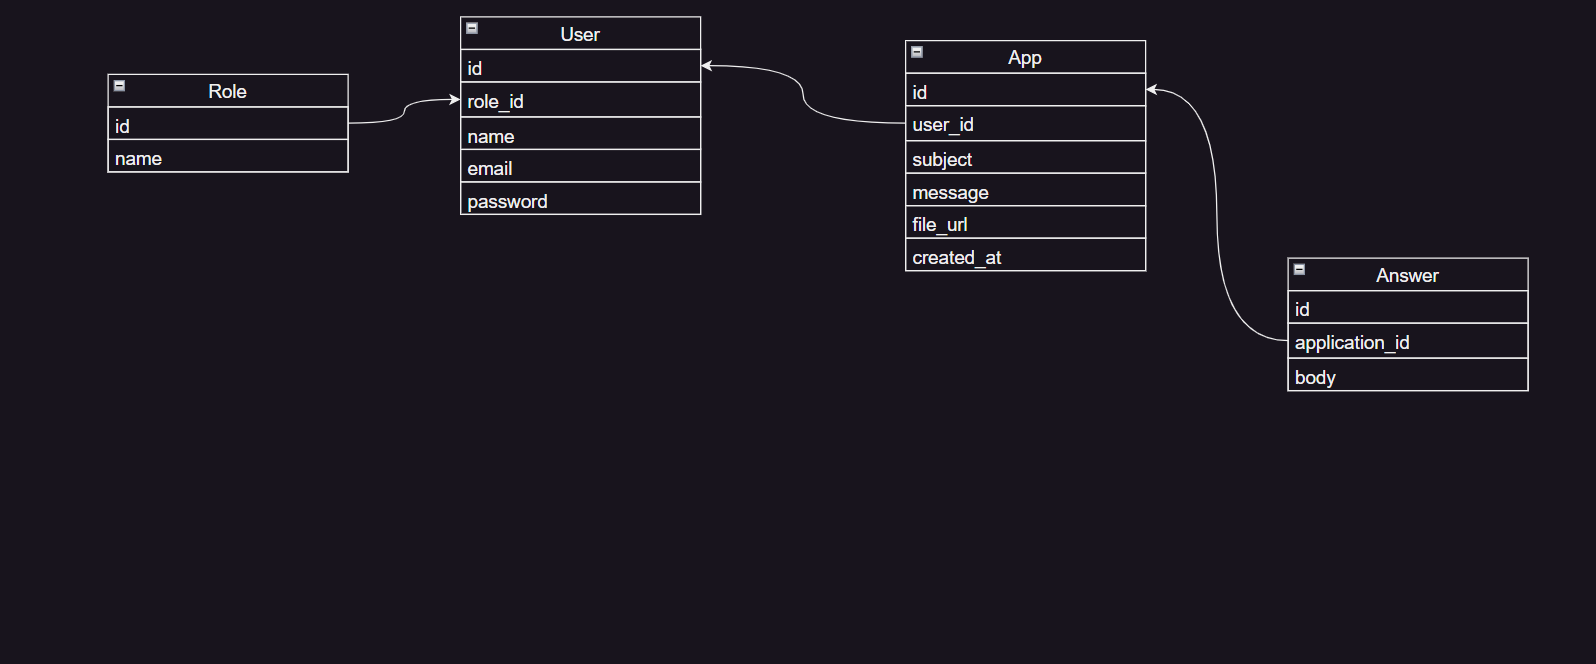 Role
id
name
User
id
role_id
name
email
password
App
id
user_id
subject
message
file_url
created_at
Answer
id
application_id
body